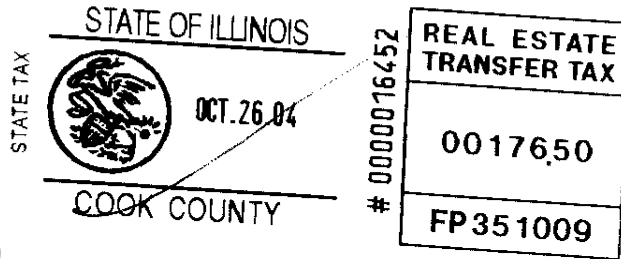 STATE OF ILLINOIS
STATE TAX
OCT.26.04
COOK COUNTY
# 0000016452
REAL ESTATE
TRANSFER TAX
00176.50
FP351009